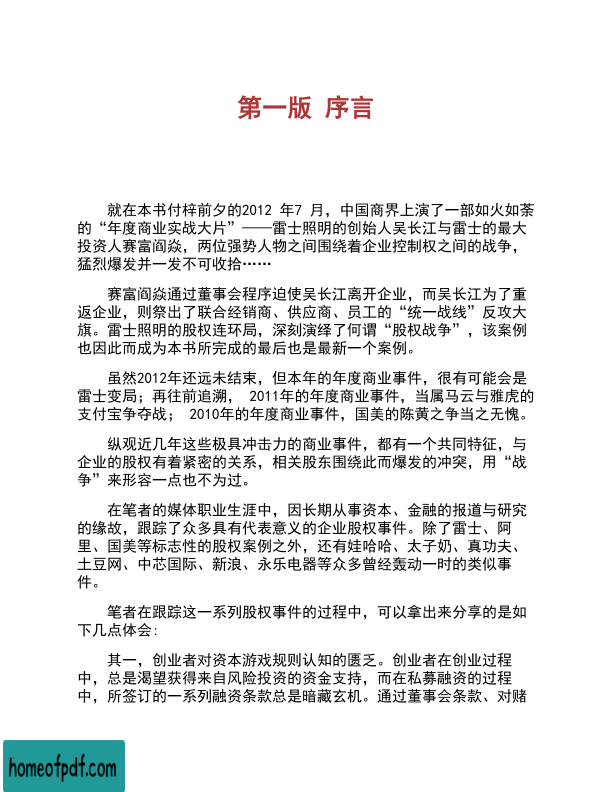 第一版 序言
就在本书付梓前夕的2012 年7 月，中国商界上演了一部如火如荼
的“年度商业实战大片”——雷士照明的创始人吴长江与雷士的最大
投资人赛富阎焱，两位强势人物之间围绕着企业控制权之间的战争，
猛烈爆发并一发不可收拾……
赛富阎焱通过董事会程序迫使吴长江离开企业，而吴长江为了重
返企业，则祭出了联合经销商、供应商、员工的“统一战线”反攻大
旗。雷士照明的股权连环局，深刻演绎了何谓“股权战争”，该案例
也因此而成为本书所完成的最后也是最新一个案例。
虽然2012年还远未结束，但本年的年度商业事件，很有可能会是
雷士变局；再往前追溯， 2011年的年度商业事件，当属马云与雅虎的
支付宝争夺战； 2010年的年度商业事件，国美的陈黄之争当之无愧。
纵观近几年这些极具冲击力的商业事件，都有一个共同特征，与
企业的股权有着紧密的关系，相关股东围绕此而爆发的冲突，用“战
争”来形容一点也不为过。
在笔者的媒体职业生涯中，因长期从事资本、金融的报道与研究
的缘故，跟踪了众多具有代表意义的企业股权事件。除了雷士、阿
里、国美等标志性的股权案例之外，还有娃哈哈、太子奶、真功夫、
土豆网、中芯国际、新浪、永乐电器等众多曾经轰动一时的类似事
件。
笔者在跟踪这一系列股权事件的过程中，可以拿出来分享的是如
下几点体会：
其一，创业者对资本游戏规则认知的匮乏。创业者在创业过程
中，总是渴望获得来自风险投资的资金支持，而在私募融资的过程
中，所签订的一系列融资条款总是暗藏玄机。通过董事会条款、对赌
homeofpdf.com